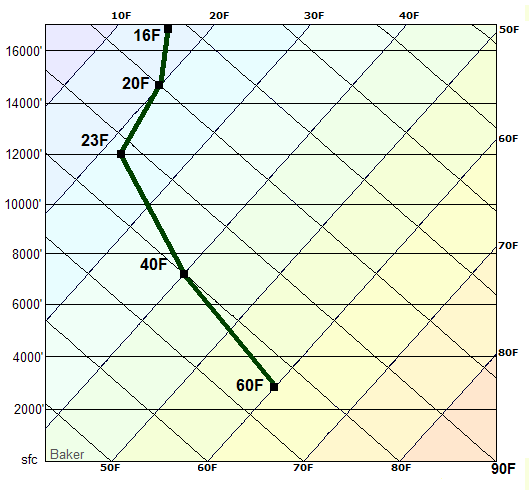 10F 20F 30F 40F
50F
16F
16000'
20F
14000'
60F
23F
12000'
10000'
70F
8000'
40F
6000'
80F
4000'
60F
2000'
Baker
sfc
50F 60F 70F 80F 90F